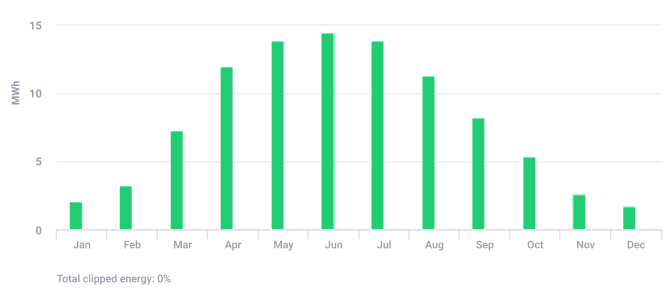 15
10
5
0
MWh
Jan Feb Mar Apr May Jun Jul Aug Sep Oct Nov Dec
Total clipped energy: 0%